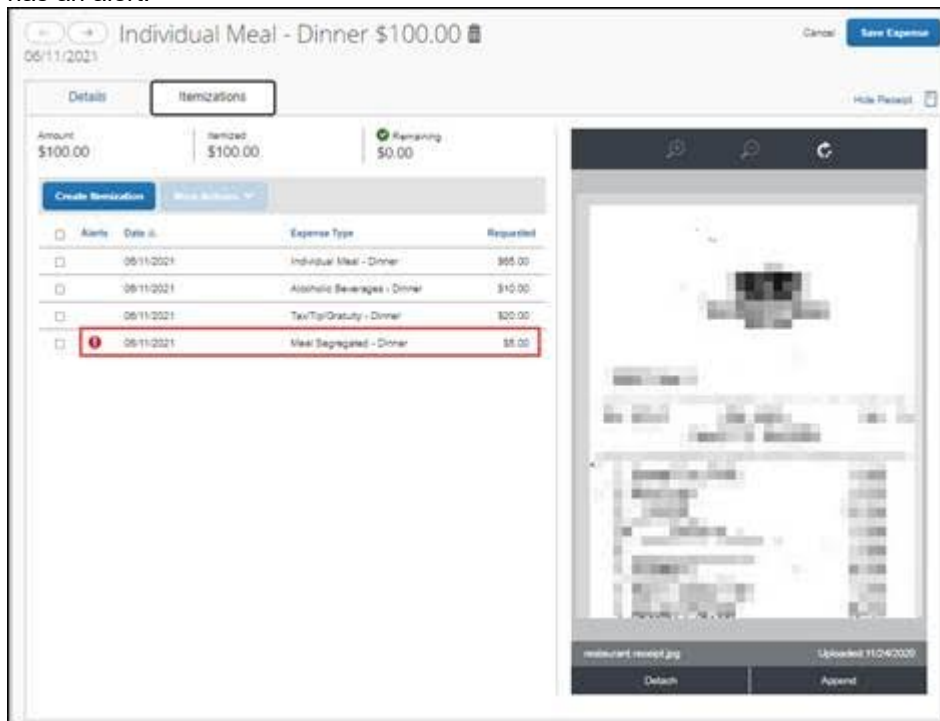 Individual Meal - Dinner $100.00
Cancel
Save Expense
06/11/2021
Details
Itemizations
Hide Receipt
Amount
$100.00
Itemized
$100.00
Remaining
$0.00
Create Itemization
More Actions
Alerts Date Expense Type Requested
06/11/2021 Individual Meal - Dinner $65.00
06/11/2021 Alcoholic Beverages - Dinner $10.00
06/11/2021 Tax/Tip/Gratuity - Dinner $20.00
06/11/2021 Meal Segregated - Dinner $5.00
restaurant receipt.jpg Uploaded 11/24/2020
Detach
Append